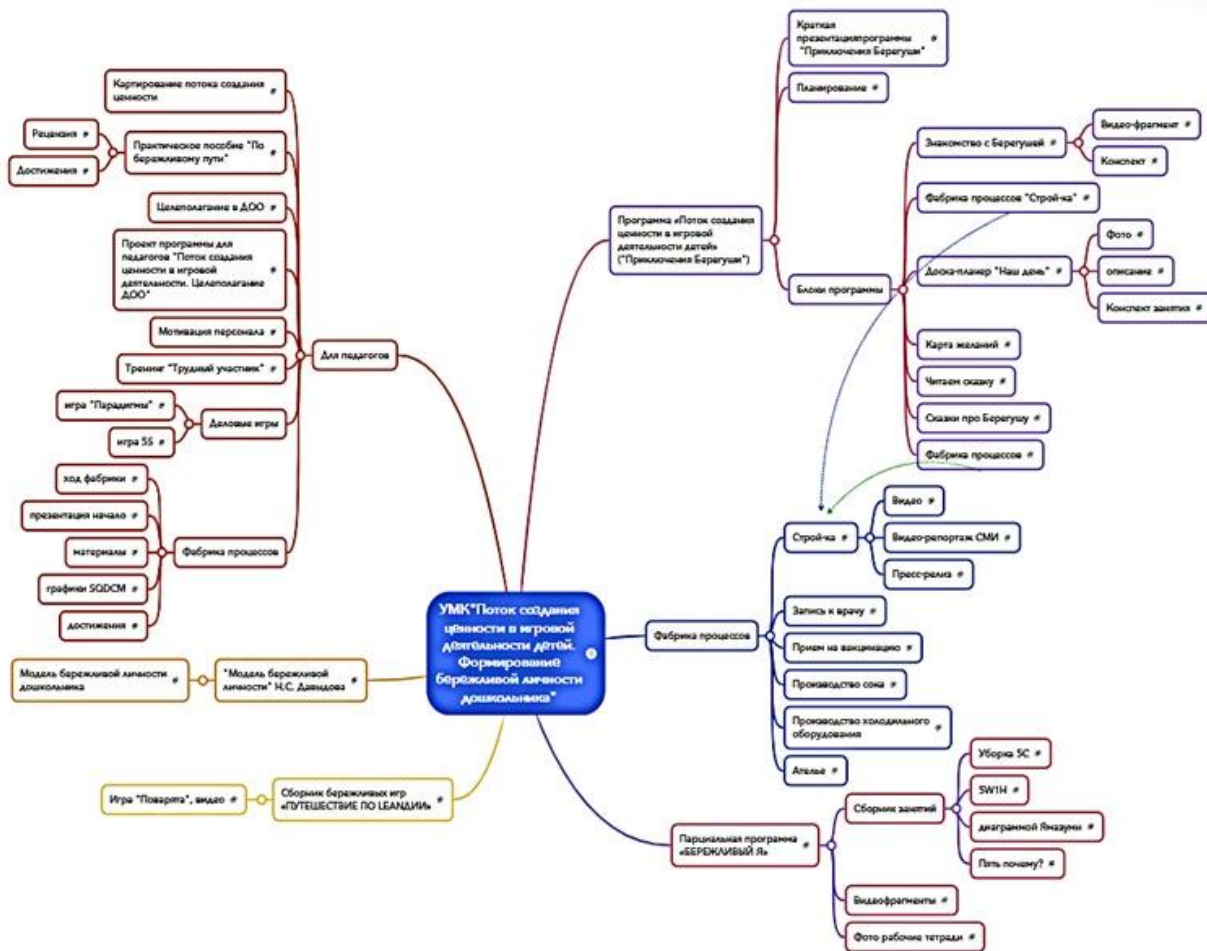 Картирование потока создания
ценности
Рецензия
Достижения
Практическое пособие "По
бережливому пути"
Целеполагание в ДОО
Проект программы для
педагогов "Поток создания
ценности в игровой
деятельности. Целеполагание
ДОО"
Мотивация персонала
Тренинг "Трудный участник"
игра "Парадигмы"
игра 5S
Деловые игры
ход фабрики
презентация начало
материалы
графики SQDCM
достижения
Фабрика процессов
Для педагогов
Модель бережливой личности
дошкольника
"Модель бережливой
личности" Н.С. Давыдова
Игра "Поварята", видео
Сборник бережливых игр
«ПУТЕШЕСТВИЕ ПО LEANДИИ»
УМК"Поток создания
ценности в игровой
деятельности детей.
Формирование
бережливой личности
дошкольника"
Программа «Поток создания
ценности в игровой
деятельности детей»
("Приключения Берегуши")
Краткая
презентацияпрограммы
"Приключения Берегуши"
Планирование
Блоки программы
Знакомство с Берегушей
Видео-фрагмент
Конспект
Фабрика процессов "Строй-ка"
Доска-планер "Наш день"
Фото
описание
Конспект занятия
Карта желаний
Читаем сказку
Сказки про Берегушу
Фабрика процессов
Фабрика процессов
Строй-ка
Видео
Видео-репортаж СМИ
Пресс-релиз
Запись к врачу
Прием на вакцинацию
Производство сока
Производство холодильного
оборудования
Ателье
Парциальная программа
«БЕРЕЖЛИВЫЙ Я»
Сборник занятий
Уборка 5С
5W1H
диаграммой Ямазуми
Пять почему?
Видеофрагменты
Фото рабочие тетради